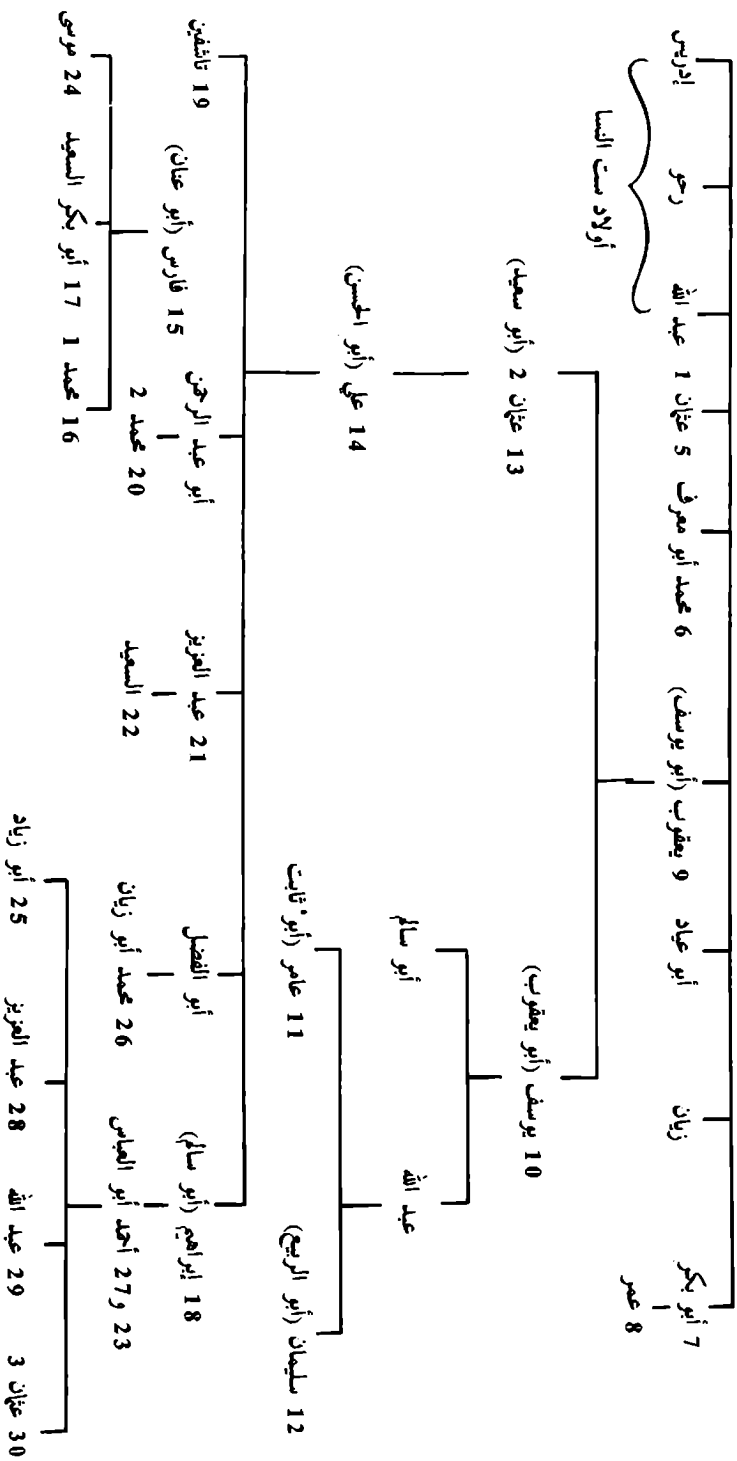 7 أبو بكر
زيان
أبو عياد
9 يعقوب (أبو يوسف)
6 محمد أبو معرف
5 عثمان 1
عبد الله
رحو
إدريس
8 عمر
أولاد ست النسا
10 يوسف (أبو يعقوب)
13 عثمان 2 (أبو سعيد)
عبد الله
أبو سالم
14 علي (أبو الحسن)
12 سليمان (أبو الربيع)
11 عامر (أبو ثابت
18 إبراهيم (أبو سالم)
أبو الفضل
21 عبد العزيز
أبو عبد الرحمن
15 فارس (أبو عنان)
19 تاشفين
23 و27 أحمد أبو العباس
26 محمد أبو زيان
22 السعيد
20 محمد 2
30 عثمان 3
29 عبد الله
28 عبد العزيز
25 أبو زياد
16 محمد 1
17 أبو بكر السعيد
24 موسى